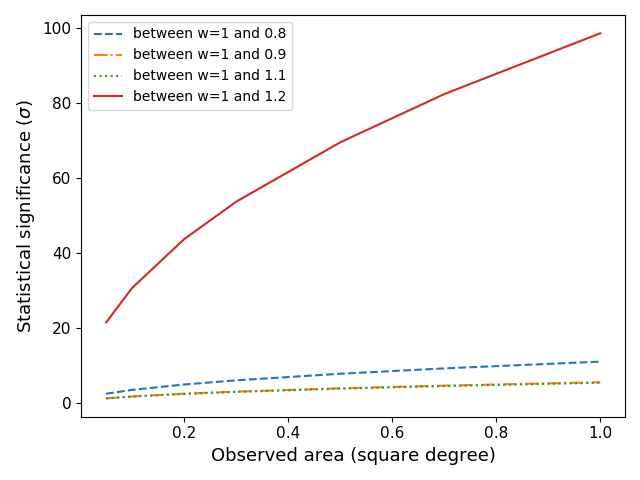 between w=1 and 0.8
between w=1 and 0.9
between w=1 and 1.1
between w=1 and 1.2
100
80
60
40
20
0
Statistical significance (σ)
0.2
0.4
0.6
0.8
1.0
Observed area (square degree)